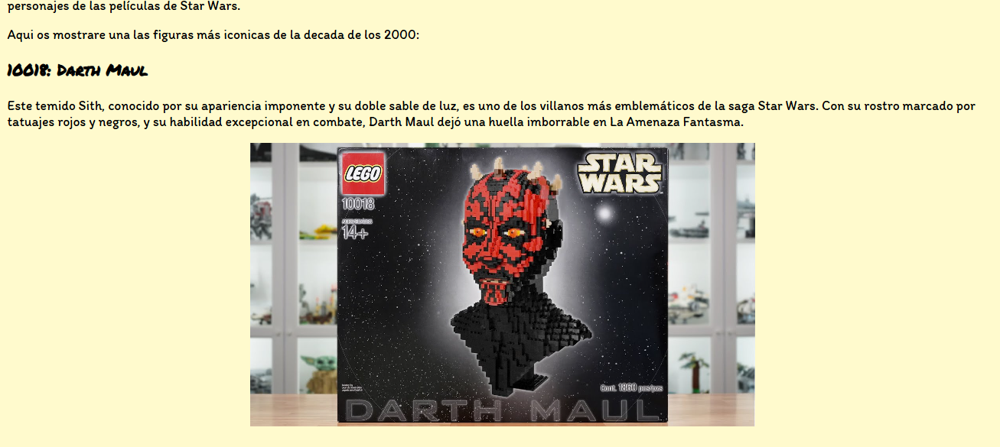 personajes de las películas de Star Wars.
Aqui os mostrare una las figuras más iconicas de la decada de los 2000:
10018: Darth Maul
Este temido Sith, conocido por su apariencia imponente y su doble sable de luz, es uno de los villanos más emblemáticos de la saga Star Wars. Con su rostro marcado por
tatuajes rojos y negros, y su habilidad excepcional en combate, Darth Maul dejó una huella imborrable en La Amenaza Fantasma.
LEGO
STAR
WARS
10018
14+
Cont. 1860 pcs/pzs
DARTH MAUL